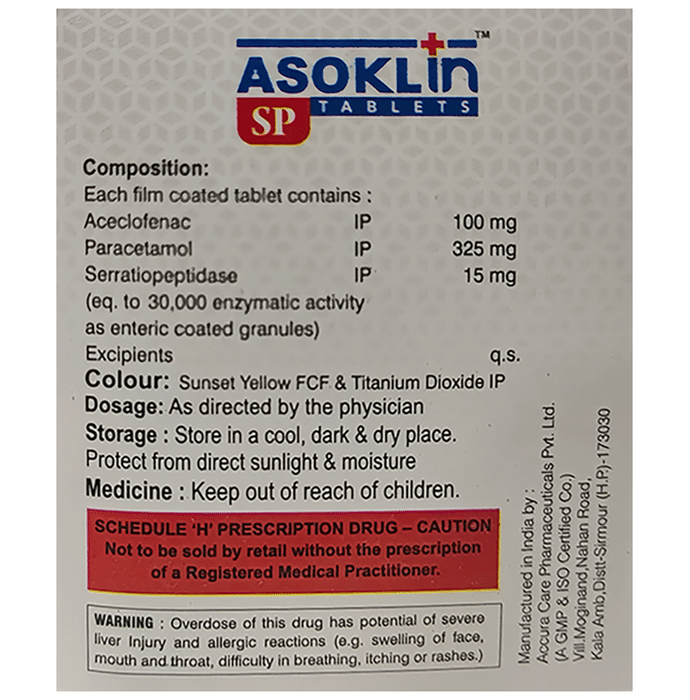 ASOKLIN™
SP TABLETS
Composition:
Each film coated tablet contains :
Aceclofenac IP 100 mg
Paracetamol IP 325 mg
Serratiopeptidase IP 15 mg
(eq. to 30,000 enzymatic activity
as enteric coated granules)
Excipients q.s.
Colour: Sunset Yellow FCF & Titanium Dioxide IP
Dosage: As directed by the physician
Storage : Store in a cool, dark & dry place.
Protect from direct sunlight & moisture
Medicine : Keep out of reach of children.
SCHEDULE 'H' PRESCRIPTION DRUG – CAUTION
Not to be sold by retail without the prescription
of a Registered Medical Practitioner.
WARNING : Overdose of this drug has potential of severe
liver Injury and allergic reactions (e.g. swelling of face,
mouth and throat, difficulty in breathing, itching or rashes.)
Manufactured in India by :
Accura Care Pharmaceuticals Pvt. Ltd.
(A GMP & ISO Certified Co.)
Vill.Moginand,Nahan Road,
Kala Amb,Distt-Sirmour (H.P.)-173030